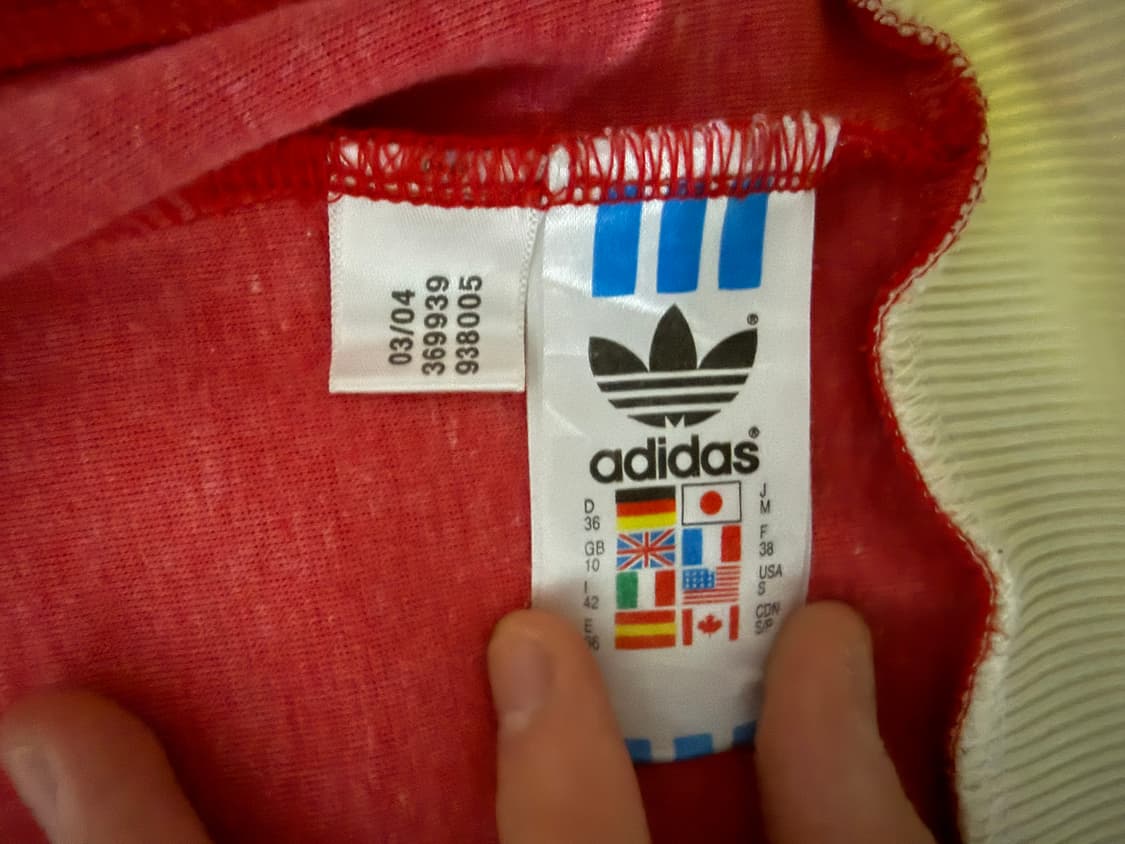 03/04
369939
938005
adidas®
D
36
GB
10
I
42
E
J
M
F
38
USA
S
CDN
S/P